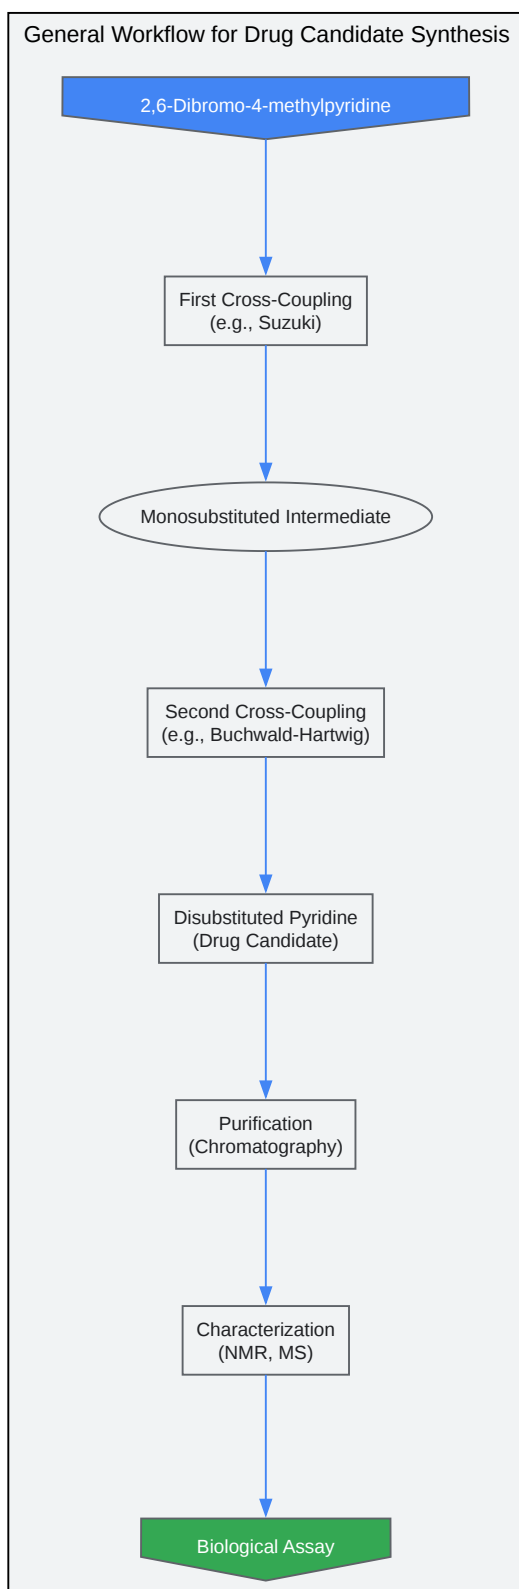 General Workflow for Drug Candidate Synthesis
2,6-Dibromo-4-methylpyridine
First Cross-Coupling
(e.g., Suzuki)
Monosubstituted Intermediate
Second Cross-Coupling
(e.g., Buchwald-Hartwig)
Disubstituted Pyridine
(Drug Candidate)
Purification
(Chromatography)
Characterization
(NMR, MS)
Biological Assay